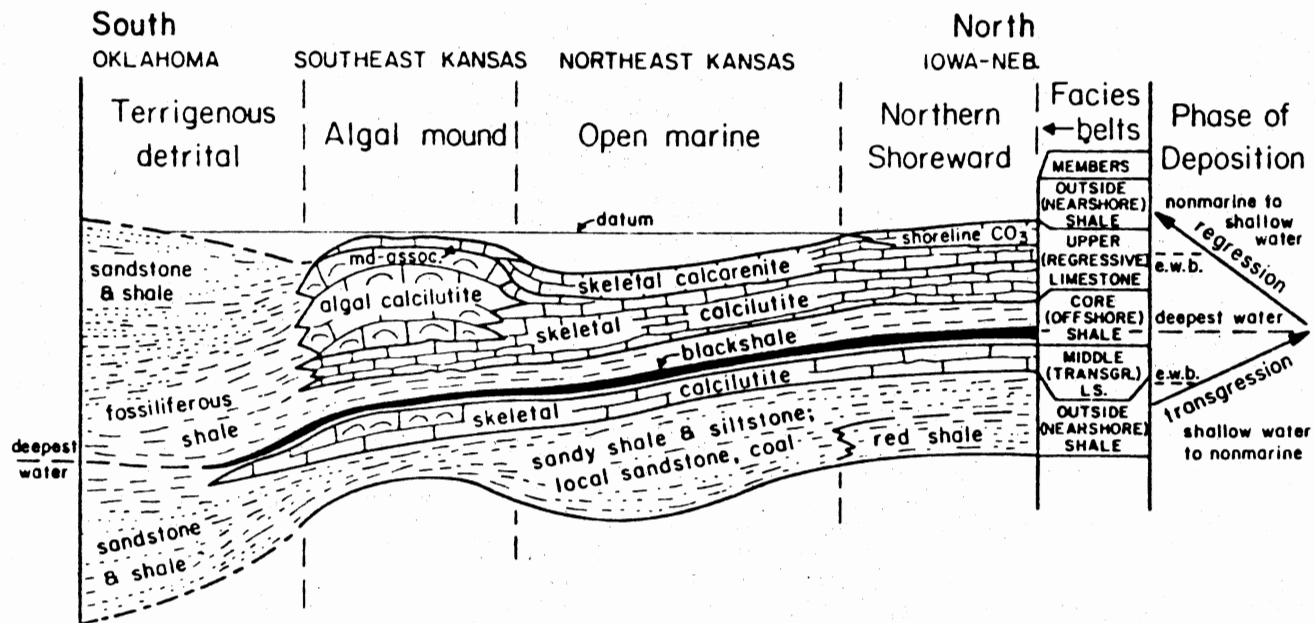 South
North
OKLAHOMA
SOUTHEAST KANSAS
NORTHEAST KANSAS
IOWA-NEB.
Terrigenous
detrital
Algal mound
Open marine
Northern
Shoreward
Facies
belts
Phase of
Deposition
MEMBERS
OUTSIDE
(NEARSHORE)
SHALE
UPPER
(REGRESSIVE)
LIMESTONE
CORE
(OFFSHORE)
SHALE
MIDDLE
(TRANSGR.)
LS.
OUTSIDE
(NEARSHORE)
SHALE
nonmarine to
shallow
water
regression
e.w.b.
deepest water
e.w.b.
transgression
shallow water
to nonmarine
datum
sandstone
& shale
md-assoc.
algal calcilutite
skeletal calcarenite
shoreline CO3
skeletal calcilutite
blackshale
skeletal calcilutite
fossiliferous
shale
deepest
water
sandy shale & siltstone;
local sandstone, coal
red shale
sandstone
& shale